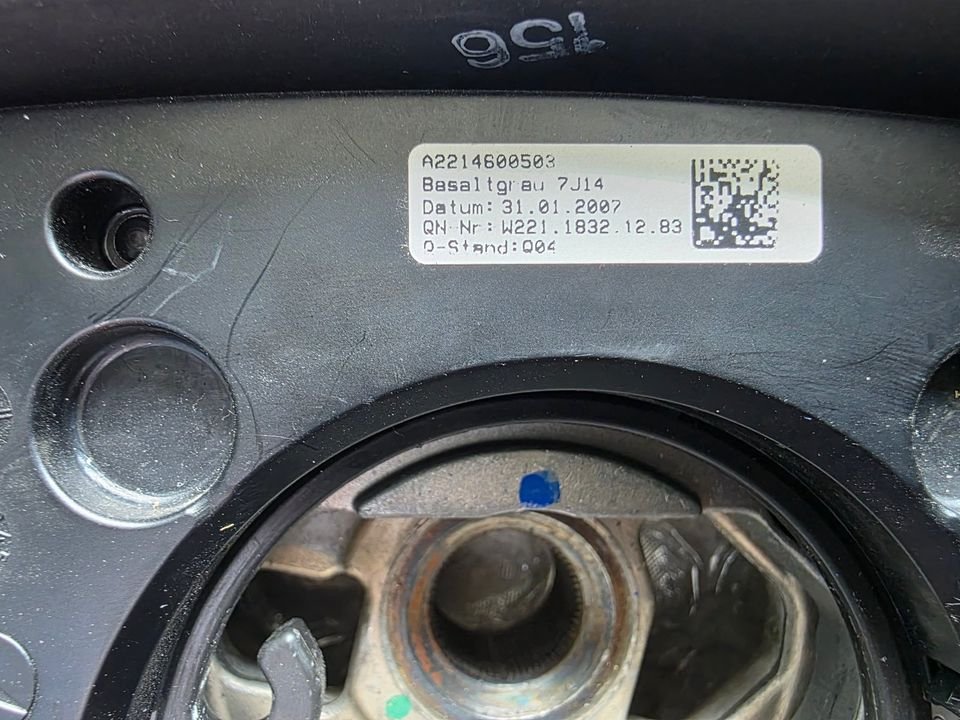 156
A2214600503
Basaltgrau 7J14
Datum: 31.01.2007
QN-Nr: W221.1832.12.83
Q-Stand:Q04